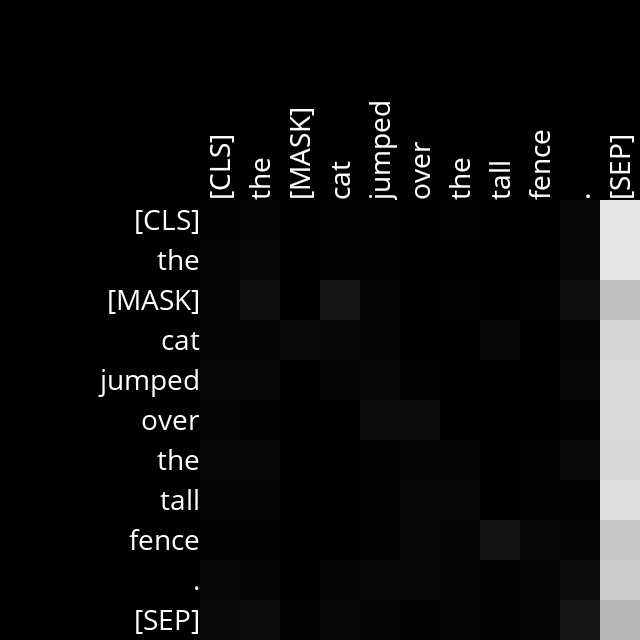 [CLS] the [MASK] cat jumped over the tall fence . [SEP]
[CLS]
the
[MASK]
cat
jumped
over
the
tall
fence
.
[SEP]